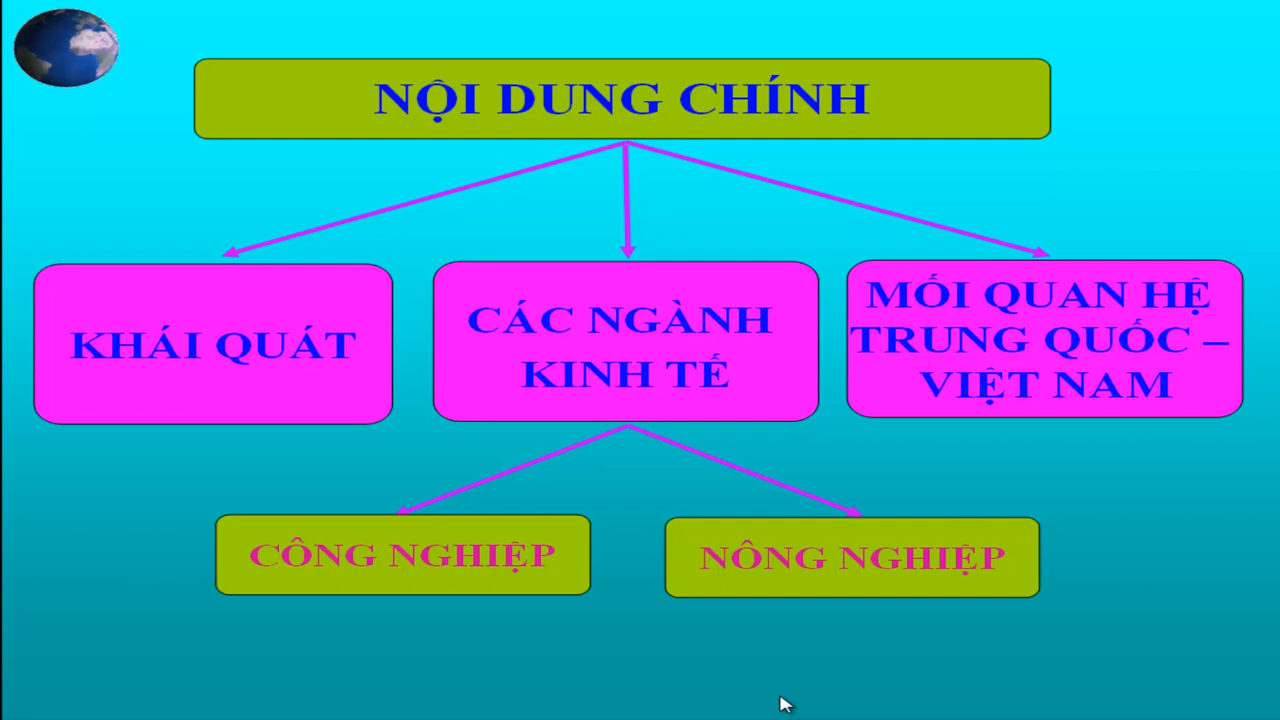 NỘI DUNG CHÍNH
KHÁI QUÁT
CÁC NGÀNH
KINH TẾ
MỐI QUAN HỆ
TRUNG QUỐC –
VIỆT NAM
CÔNG NGHIỆP
NÔNG NGHIỆP